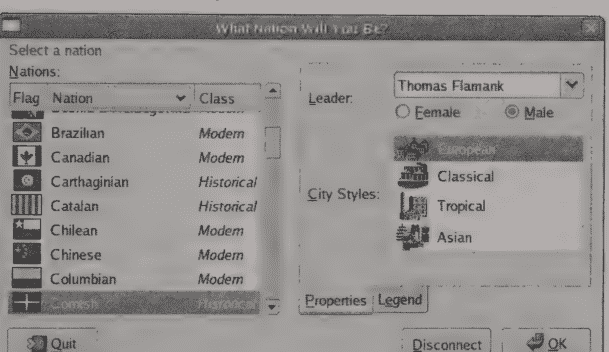 What Nation Will You Be?
Select a nation
Nations:
Flag Nation Class
Brazilian Modern
Canadian Modern
Carthaginian Historical
Catalan Historical
Chilean Modern
Chinese Modern
Columbian Modern
Cornish Historical
Leader: Thomas Flamank
Female Male
City Styles:
European
Classical
Tropical
Asian
Properties Legend
Quit Disconnect OK